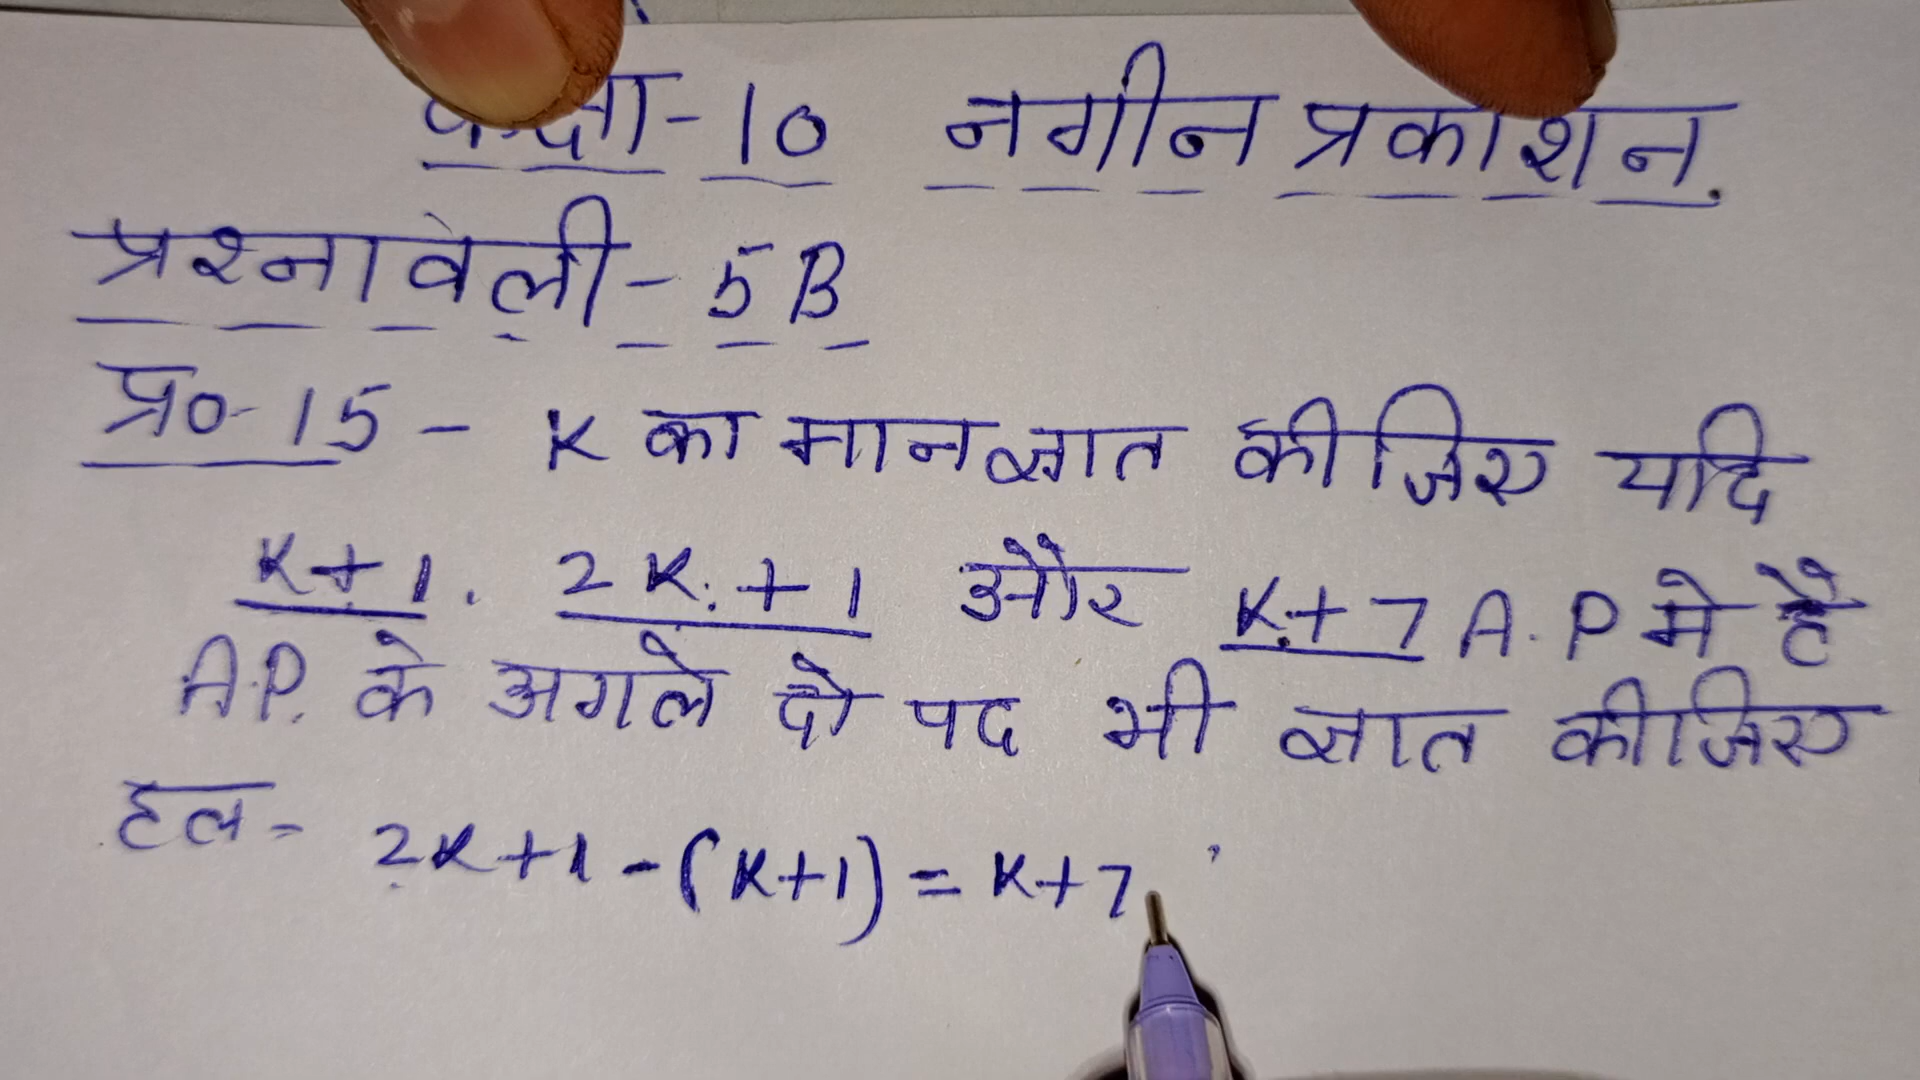 कक्षा-10 नगीन प्रकाशन.
प्रश्नावली - 5B
प्र० 15 - K का मान ज्ञात कीजिए यदि
K+1, 2K+1 और K+7 A.P मे है
A.P. के अगले दो पद भी ज्ञात कीजिए
हल- 2K+1-(K+1)=K+7